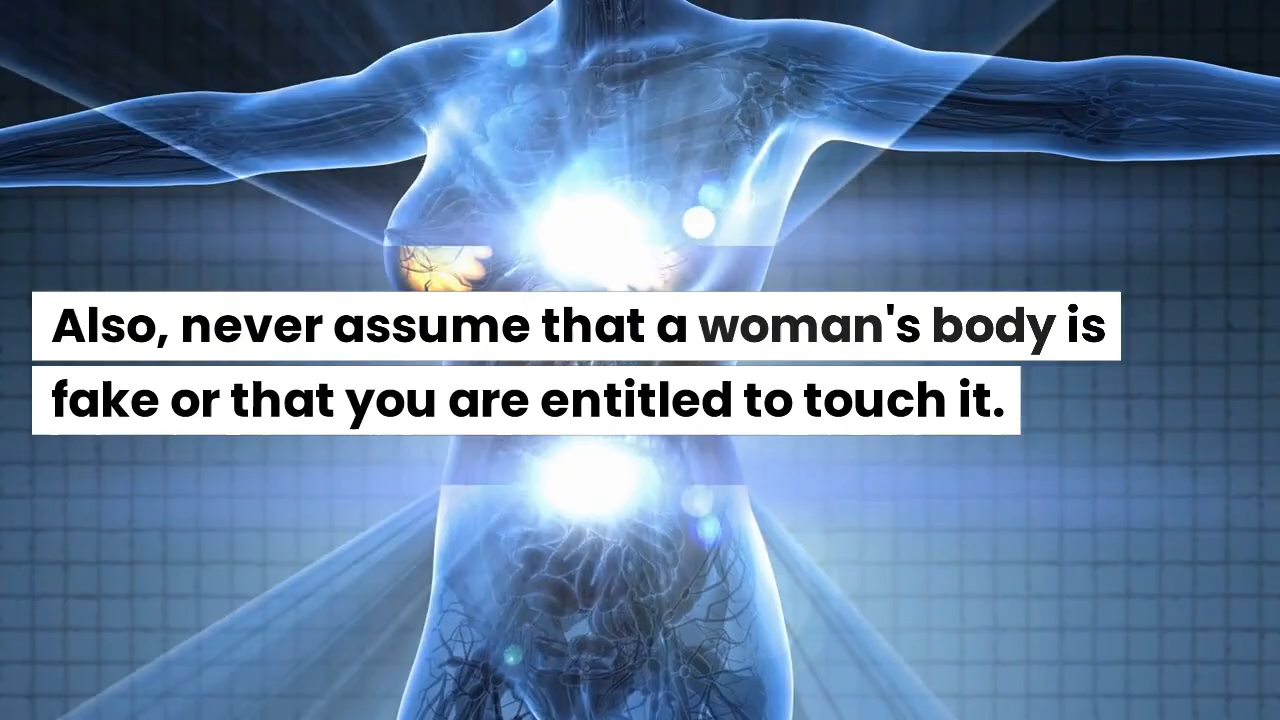 Also, never assume that a woman's body is
fake or that you are entitled to touch it.